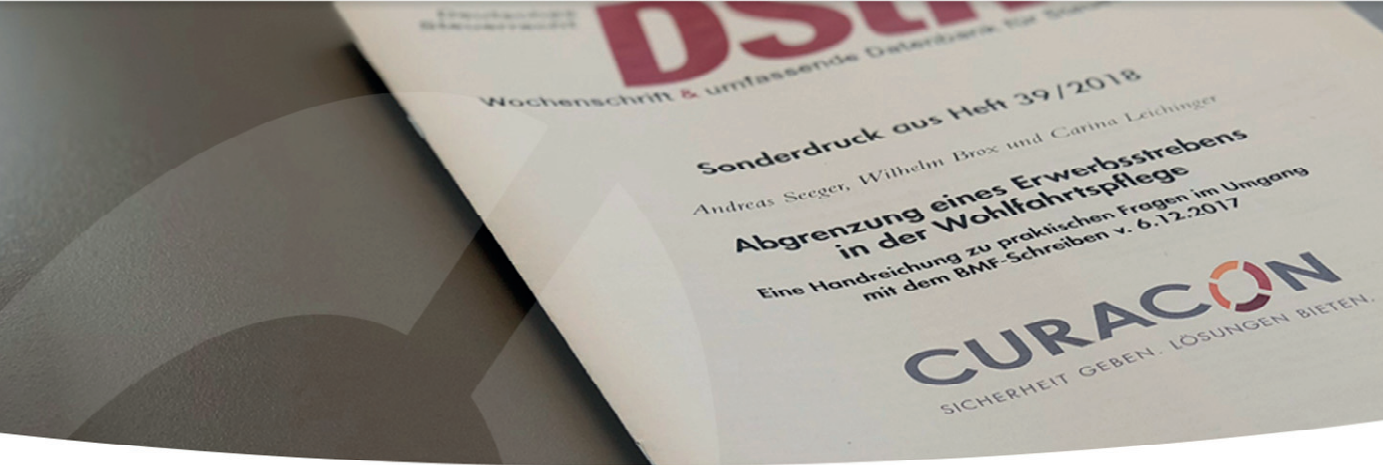 Deutsches
Steuerrecht
DStR
Wochenschrift & umfassende Datenbank für
Sonderdruck aus Heft 39/2018
Andreas Seeger, Wilhelm Brox und Carina Leichinger
Abgrenzung eines Erwerbsstrebens
in der Wohlfahrtspflege
Eine Handreichung zu praktischen Fragen im Umgang
mit dem BMF-Schreiben v. 6.12.2017
CURACON
SICHERHEIT GEBEN. LÖSUNGEN BIETEN.